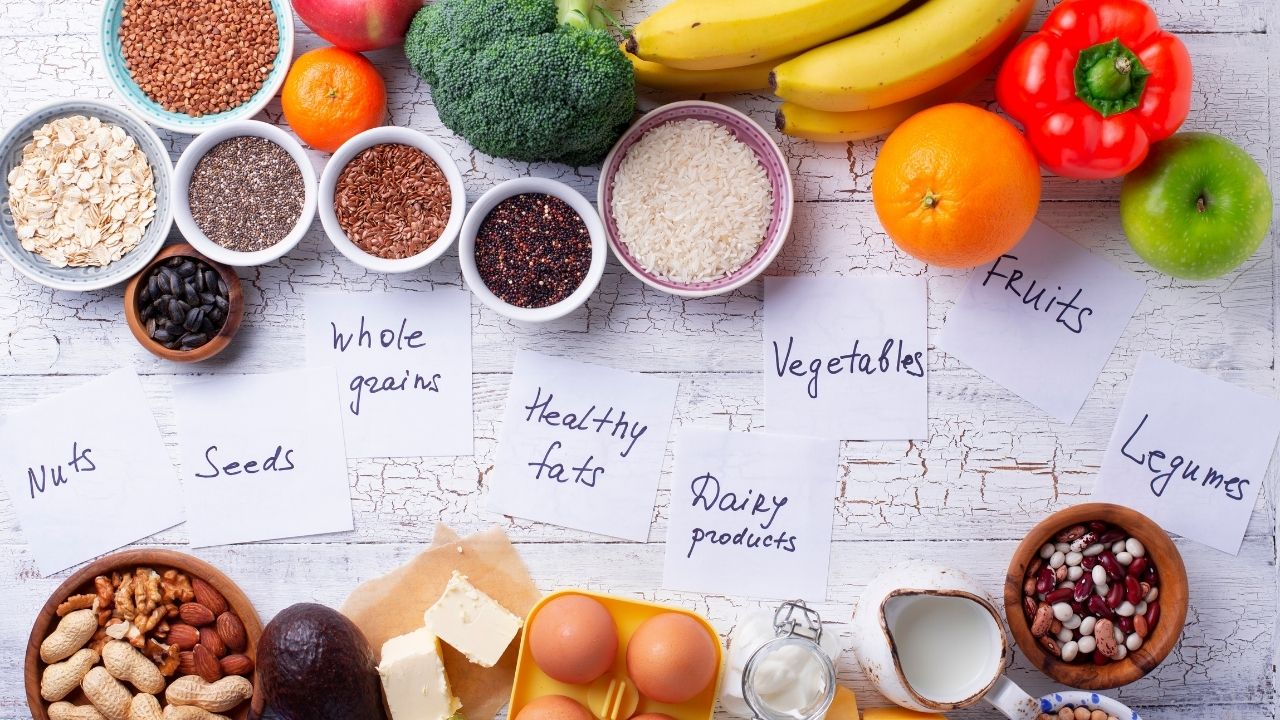 Nuts
Seeds
Whole
grains
Healthy
fats
Dairy
products
Vegetables
Fruits
Legumes